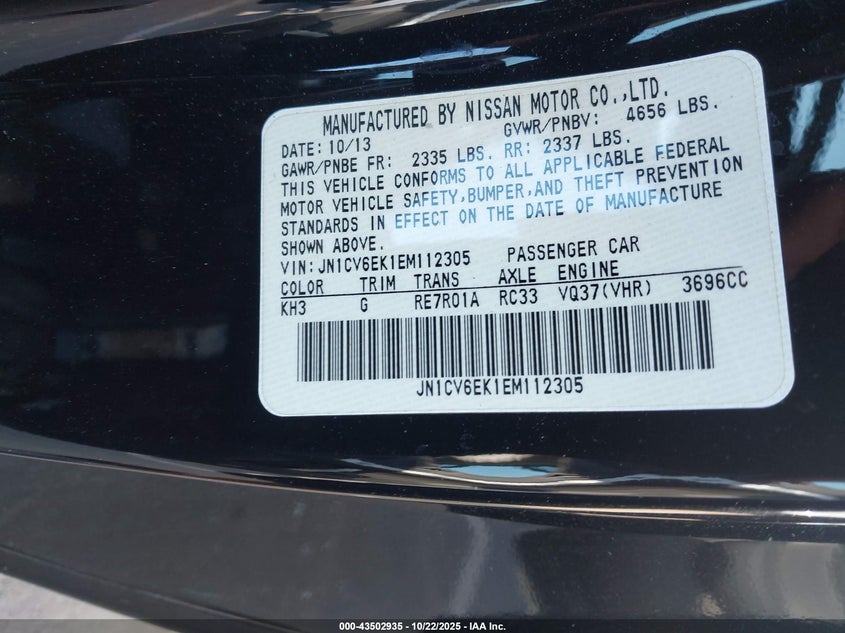 MANUFACTURED BY NISSAN MOTOR CO.,LTD.
DATE: 10/13 GVWR/PNBV: 4656 LBS.
GAWR/PNBE FR: 2335 LBS. RR: 2337 LBS.
THIS VEHICLE CONFORMS TO ALL APPLICABLE FEDERAL
MOTOR VEHICLE SAFETY,BUMPER,AND THEFT PREVENTION
STANDARDS IN EFFECT ON THE DATE OF MANUFACTURE
SHOWN ABOVE.
VIN: JN1CV6EK1EM112305 PASSENGER CAR
COLOR TRIM TRANS AXLE ENGINE
KH3 G RE7R01A RC33 VQ37(VHR) 3696CC
JN1CV6EK1EM112305
000-43502935 - 10/22/2025 - IAA Inc.